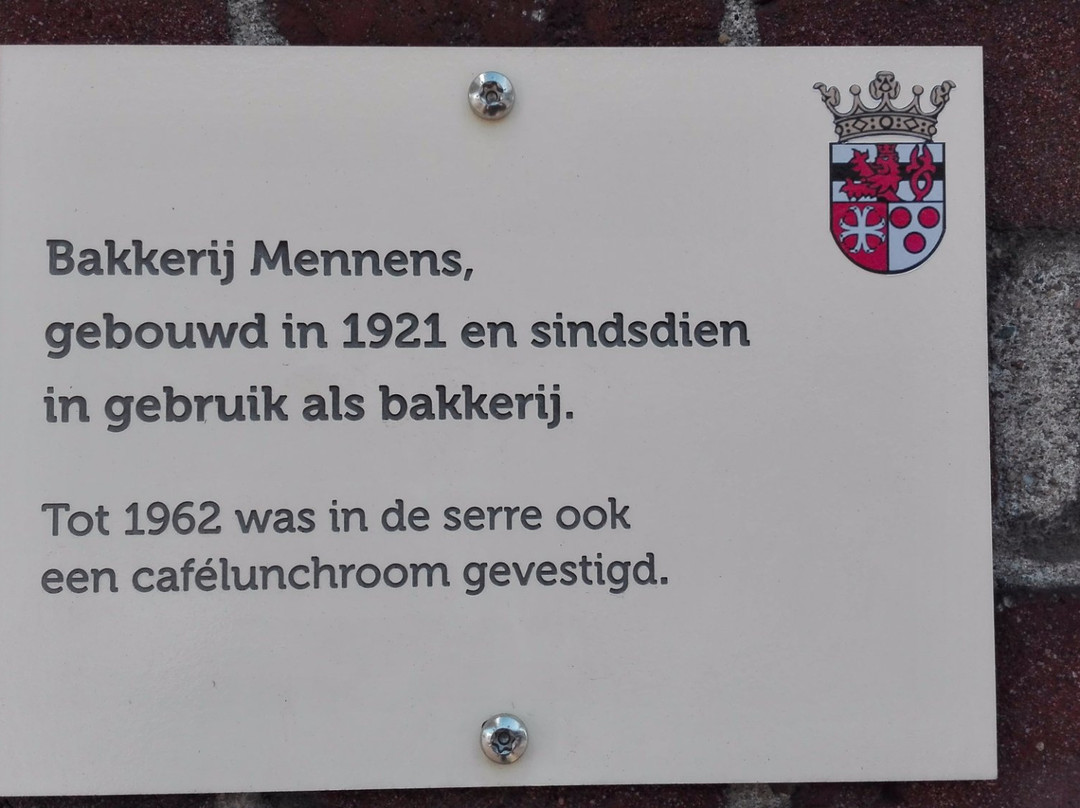 Bakkerij Mennens,
gebouwd in 1921 en sindsdien
in gebruik als bakkerij.
Tot 1962 was in de serre ook
een cafélunchroom gevestigd.